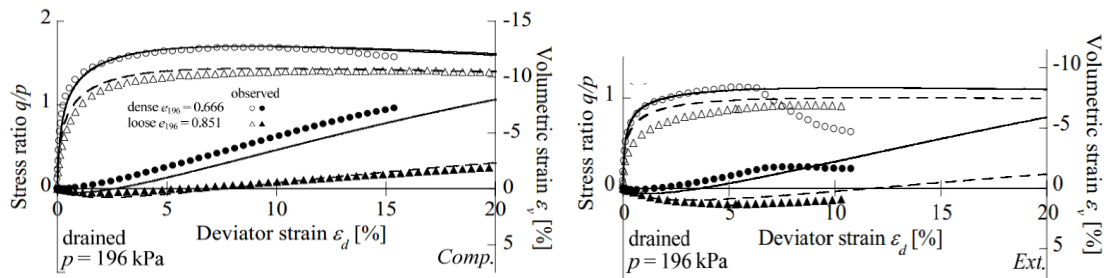 2
-15
Stress ratio q/p
Volumetric strain εv [%]
observed
-10
dense e196 = 0.666
1
loose e196 = 0.851
-5
0
0
0
5
10
15
20
Deviator strain εd [%]
drained
5
p = 196 kPa
Comp.
-10
Stress ratio q/p
Volumetric strain εv [%]
1
-5
0
0
0
5
10
15
20
Deviator strain εd [%]
drained
5
p = 196 kPa
Ext.